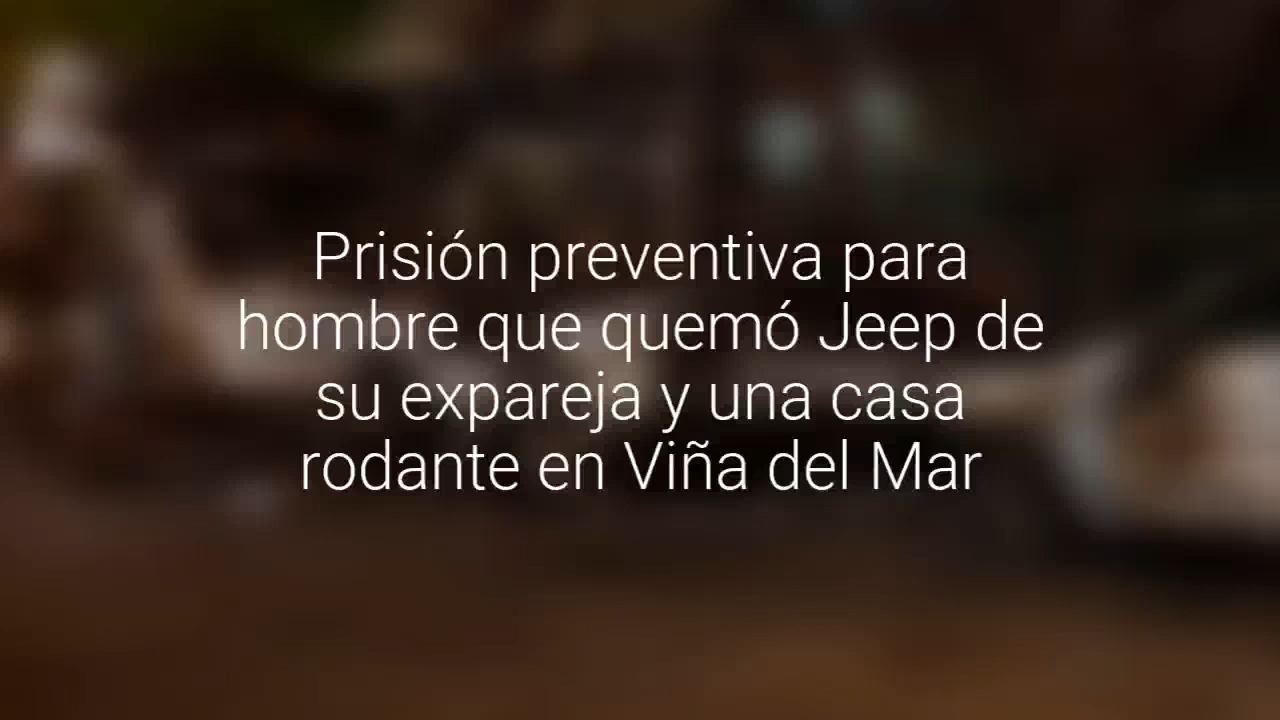 Prisión preventiva para
hombre que quemó Jeep de
su expareja y una casa
rodante en Viña del Mar